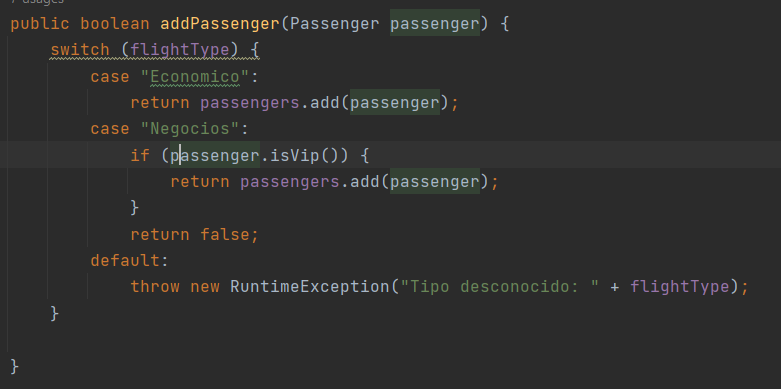 usages
public boolean addPassenger(Passenger passenger) {
    switch (flightType) {
        case "Economico":
            return passengers.add(passenger);
        case "Negocios":
            if (passenger.isVip()) {
                return passengers.add(passenger);
            }
            return false;
        default:
            throw new RuntimeException("Tipo desconocido: " + flightType);
    }
}